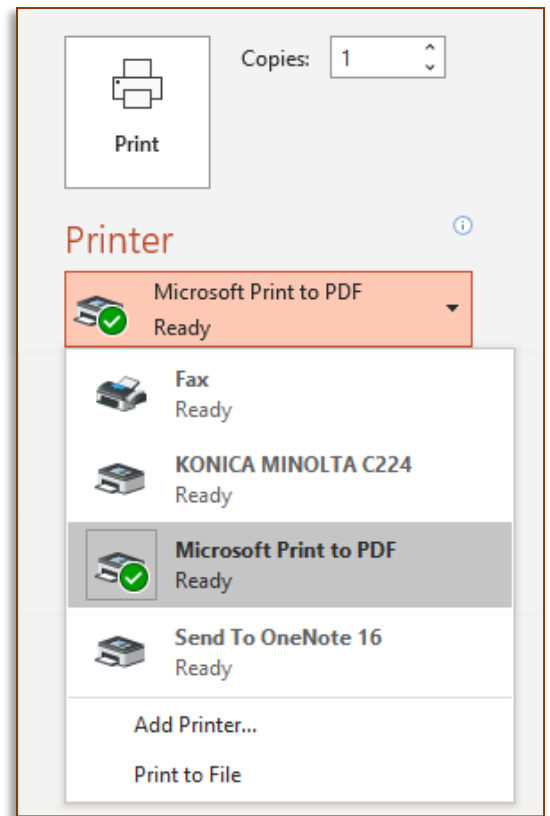 Copies: 1
Print
Printer
Microsoft Print to PDF
Ready
Fax
Ready
KONICA MINOLTA C224
Ready
Microsoft Print to PDF
Ready
Send To OneNote 16
Ready
Add Printer...
Print to File